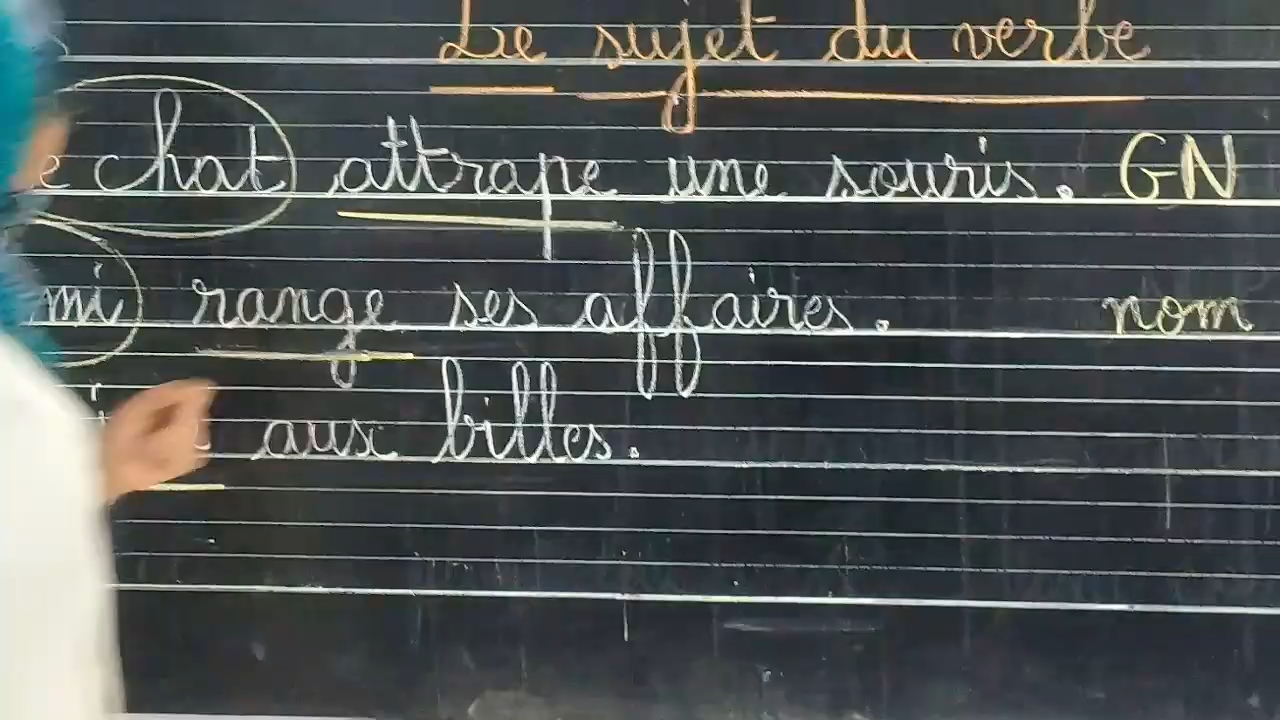 Le sujet du verbe
e chat attrape une souris. GN
mi range ses affaires. nom
aux billes.